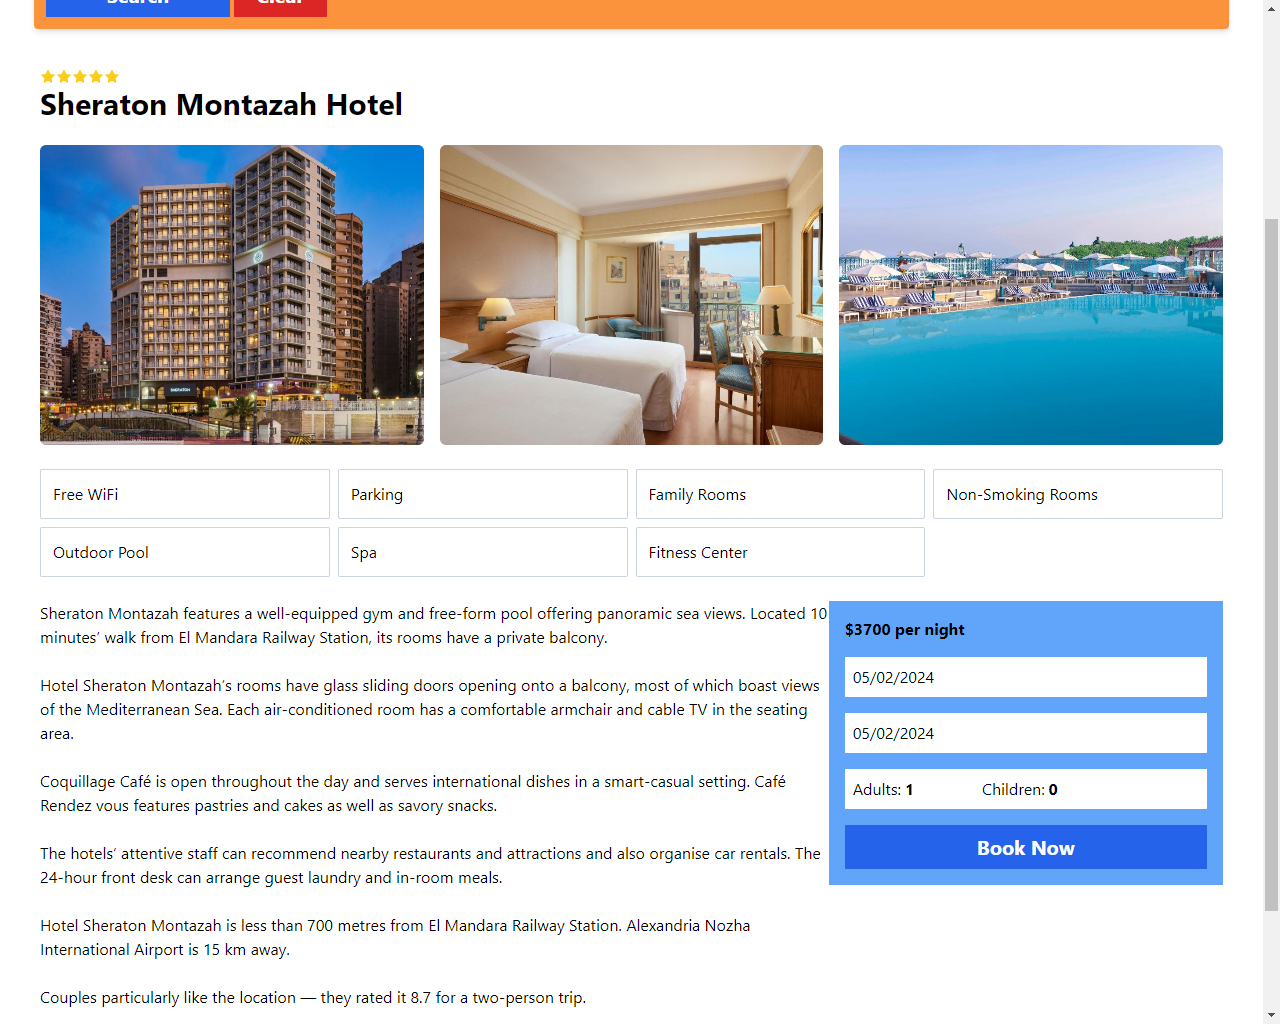 Search Clear
Sheraton Montazah Hotel
SHERATON
Free WiFi
Parking
Family Rooms
Non-Smoking Rooms
Outdoor Pool
Spa
Fitness Center
Sheraton Montazah features a well-equipped gym and free-form pool offering panoramic sea views. Located 10
minutes’ walk from El Mandara Railway Station, its rooms have a private balcony.
Hotel Sheraton Montazah’s rooms have glass sliding doors opening onto a balcony, most of which boast views
of the Mediterranean Sea. Each air-conditioned room has a comfortable armchair and cable TV in the seating
area.
Coquillage Café is open throughout the day and serves international dishes in a smart-casual setting. Café
Rendez vous features pastries and cakes as well as savory snacks.
The hotels’ attentive staff can recommend nearby restaurants and attractions and also organise car rentals. The
24-hour front desk can arrange guest laundry and in-room meals.
Hotel Sheraton Montazah is less than 700 metres from El Mandara Railway Station. Alexandria Nozha
International Airport is 15 km away.
Couples particularly like the location — they rated it 8.7 for a two-person trip.
$3700 per night
05/02/2024
05/02/2024
Adults: 1 Children: 0
Book Now